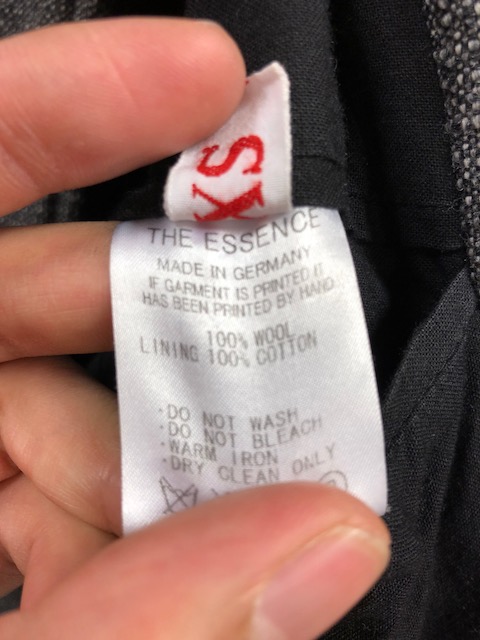 XS
THE ESSENCE
MADE IN GERMANY
IF GARMENT IS PRINTED IT
HAS BEEN PRINTED BY HAND
100% WOOL
LINING 100% COTTON
·DO NOT WASH
·DO NOT BLEACH
·WARM IRON
·DRY CLEAN ONLY